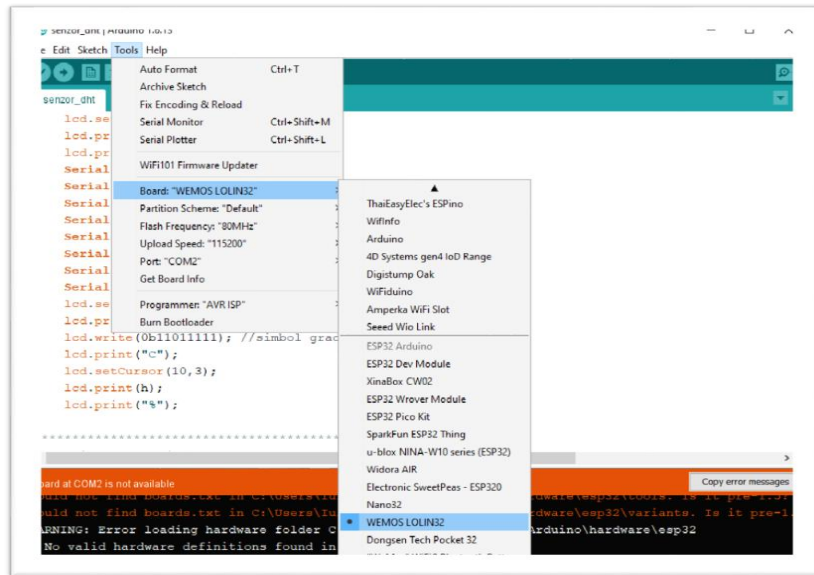 senzor_dht | Arduino 1.8.13
e Edit Sketch Tools Help
senzor_dht
Auto Format Ctrl+T
Archive Sketch
Fix Encoding & Reload
Serial Monitor Ctrl+Shift+M
Serial Plotter Ctrl+Shift+L
WiFi101 Firmware Updater
Board: "WEMOS LOLIN32"
Partition Scheme: "Default"
Flash Frequency: "80MHz"
Upload Speed: "115200"
Port: "COM2"
Get Board Info
Programmer: "AVR ISP"
Burn Bootloader
ThaiEasyElec's ESPino
WifInfo
Arduino
4D Systems gen4 IoD Range
Digistump Oak
WiFiduino
Amperka WiFi Slot
Seeed Wio Link
ESP32 Arduino
ESP32 Dev Module
XinaBox CW02
ESP32 Wrover Module
ESP32 Pico Kit
SparkFun ESP32 Thing
u-blox NINA-W10 series (ESP32)
Widora AIR
Electronic SweetPeas - ESP320
Nano32
WEMOS LOLIN32
Dongsen Tech Pocket 32
lcd.se
lcd.pr
lcd.pr
Serial
Serial
Serial
Serial
Serial
Serial
Serial
Serial
lcd.se
lcd.pr
lcd.write(0b11011111); //simbol grad
lcd.print("C");
lcd.setCursor(10,3);
lcd.print(h);
lcd.print("%");
oard at COM2 is not available
Copy error messages
ould not find boards.txt in C:\Users\Iu dware\esp32\tools. Is it pre-1.5?
ould not find boards.txt in C:\Users\Iu dware\esp32\variants. Is it pre-1.
ARNING: Error loading hardware folder C rduino\hardware\esp32
No valid hardware definitions found in